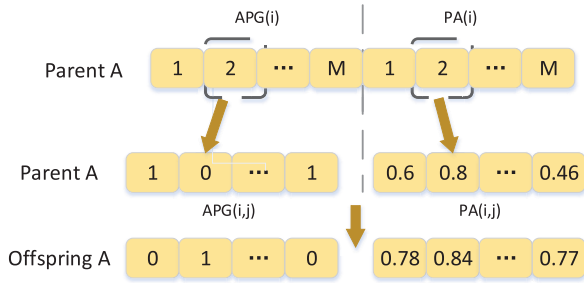 APG(i) PA(i)
Parent A 1 2 ... M 1 2 ... M
Parent A 1 0 ... 1 0.6 0.8 ... 0.46
APG(i,j) PA(i,j)
Offspring A 0 1 ... 0 0.78 0.84 ... 0.77